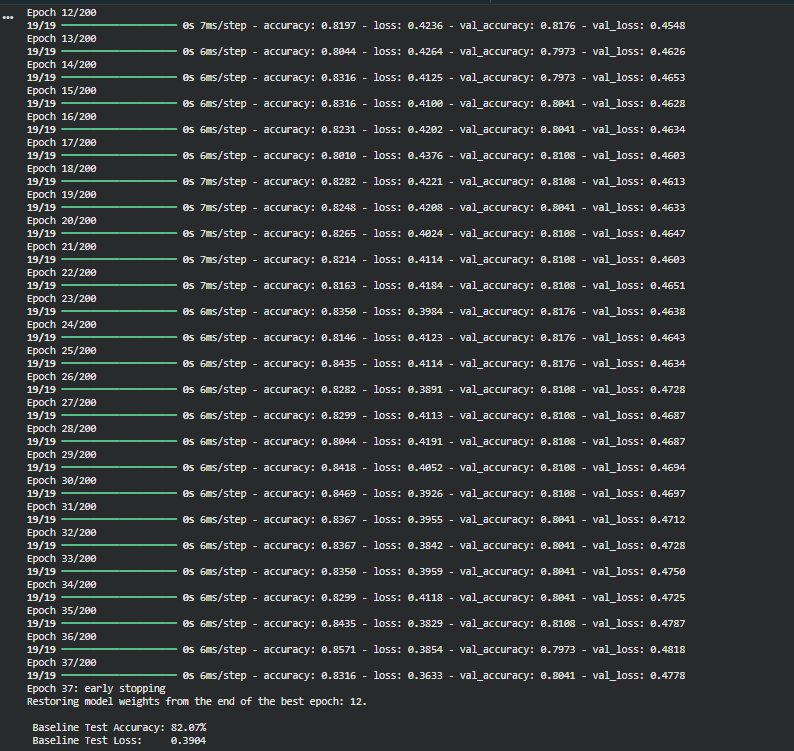 Epoch 12/200
19/19 ━━━━━━━━━━━━━━━━━━━━ 0s 7ms/step - accuracy: 0.8197 - loss: 0.4236 - val_accuracy: 0.8176 - val_loss: 0.4548
Epoch 13/200
19/19 ━━━━━━━━━━━━━━━━━━━━ 0s 6ms/step - accuracy: 0.8044 - loss: 0.4264 - val_accuracy: 0.7973 - val_loss: 0.4626
Epoch 14/200
19/19 ━━━━━━━━━━━━━━━━━━━━ 0s 6ms/step - accuracy: 0.8316 - loss: 0.4125 - val_accuracy: 0.7973 - val_loss: 0.4653
Epoch 15/200
19/19 ━━━━━━━━━━━━━━━━━━━━ 0s 6ms/step - accuracy: 0.8316 - loss: 0.4100 - val_accuracy: 0.8041 - val_loss: 0.4628
Epoch 16/200
19/19 ━━━━━━━━━━━━━━━━━━━━ 0s 6ms/step - accuracy: 0.8231 - loss: 0.4202 - val_accuracy: 0.8041 - val_loss: 0.4634
Epoch 17/200
19/19 ━━━━━━━━━━━━━━━━━━━━ 0s 6ms/step - accuracy: 0.8010 - loss: 0.4376 - val_accuracy: 0.8108 - val_loss: 0.4603
Epoch 18/200
19/19 ━━━━━━━━━━━━━━━━━━━━ 0s 7ms/step - accuracy: 0.8282 - loss: 0.4221 - val_accuracy: 0.8108 - val_loss: 0.4613
Epoch 19/200
19/19 ━━━━━━━━━━━━━━━━━━━━ 0s 7ms/step - accuracy: 0.8248 - loss: 0.4208 - val_accuracy: 0.8041 - val_loss: 0.4633
Epoch 20/200
19/19 ━━━━━━━━━━━━━━━━━━━━ 0s 7ms/step - accuracy: 0.8265 - loss: 0.4024 - val_accuracy: 0.8108 - val_loss: 0.4647
Epoch 21/200
19/19 ━━━━━━━━━━━━━━━━━━━━ 0s 7ms/step - accuracy: 0.8214 - loss: 0.4114 - val_accuracy: 0.8108 - val_loss: 0.4603
Epoch 22/200
19/19 ━━━━━━━━━━━━━━━━━━━━ 0s 7ms/step - accuracy: 0.8163 - loss: 0.4184 - val_accuracy: 0.8108 - val_loss: 0.4651
Epoch 23/200
19/19 ━━━━━━━━━━━━━━━━━━━━ 0s 6ms/step - accuracy: 0.8350 - loss: 0.3984 - val_accuracy: 0.8176 - val_loss: 0.4638
Epoch 24/200
19/19 ━━━━━━━━━━━━━━━━━━━━ 0s 6ms/step - accuracy: 0.8146 - loss: 0.4123 - val_accuracy: 0.8176 - val_loss: 0.4643
Epoch 25/200
19/19 ━━━━━━━━━━━━━━━━━━━━ 0s 6ms/step - accuracy: 0.8435 - loss: 0.4114 - val_accuracy: 0.8176 - val_loss: 0.4634
Epoch 26/200
19/19 ━━━━━━━━━━━━━━━━━━━━ 0s 6ms/step - accuracy: 0.8282 - loss: 0.3891 - val_accuracy: 0.8108 - val_loss: 0.4728
Epoch 27/200
19/19 ━━━━━━━━━━━━━━━━━━━━ 0s 6ms/step - accuracy: 0.8299 - loss: 0.4113 - val_accuracy: 0.8108 - val_loss: 0.4687
Epoch 28/200
19/19 ━━━━━━━━━━━━━━━━━━━━ 0s 6ms/step - accuracy: 0.8044 - loss: 0.4191 - val_accuracy: 0.8108 - val_loss: 0.4687
Epoch 29/200
19/19 ━━━━━━━━━━━━━━━━━━━━ 0s 6ms/step - accuracy: 0.8418 - loss: 0.4052 - val_accuracy: 0.8108 - val_loss: 0.4694
Epoch 30/200
19/19 ━━━━━━━━━━━━━━━━━━━━ 0s 6ms/step - accuracy: 0.8469 - loss: 0.3926 - val_accuracy: 0.8108 - val_loss: 0.4697
Epoch 31/200
19/19 ━━━━━━━━━━━━━━━━━━━━ 0s 6ms/step - accuracy: 0.8367 - loss: 0.3955 - val_accuracy: 0.8041 - val_loss: 0.4712
Epoch 32/200
19/19 ━━━━━━━━━━━━━━━━━━━━ 0s 6ms/step - accuracy: 0.8367 - loss: 0.3842 - val_accuracy: 0.8041 - val_loss: 0.4728
Epoch 33/200
19/19 ━━━━━━━━━━━━━━━━━━━━ 0s 6ms/step - accuracy: 0.8350 - loss: 0.3959 - val_accuracy: 0.8041 - val_loss: 0.4750
Epoch 34/200
19/19 ━━━━━━━━━━━━━━━━━━━━ 0s 6ms/step - accuracy: 0.8299 - loss: 0.4118 - val_accuracy: 0.8041 - val_loss: 0.4725
Epoch 35/200
19/19 ━━━━━━━━━━━━━━━━━━━━ 0s 6ms/step - accuracy: 0.8435 - loss: 0.3829 - val_accuracy: 0.8108 - val_loss: 0.4787
Epoch 36/200
19/19 ━━━━━━━━━━━━━━━━━━━━ 0s 6ms/step - accuracy: 0.8571 - loss: 0.3854 - val_accuracy: 0.7973 - val_loss: 0.4818
Epoch 37/200
19/19 ━━━━━━━━━━━━━━━━━━━━ 0s 6ms/step - accuracy: 0.8316 - loss: 0.3633 - val_accuracy: 0.8041 - val_loss: 0.4778
Epoch 37: early stopping
Restoring model weights from the end of the best epoch: 12.
Baseline Test Accuracy: 82.07%
Baseline Test Loss: 0.3904